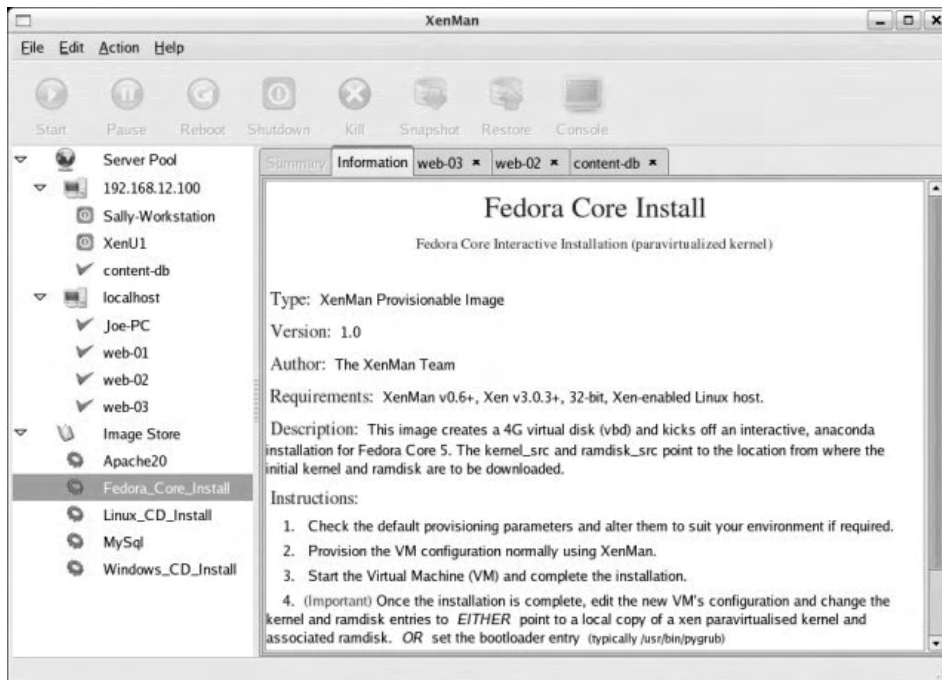 XenMan
File Edit Action Help
Start Pause Reboot Shutdown Kill Snapshot Restore Console
Server Pool
192.168.12.100
Sally-Workstation
XenU1
content-db
localhost
Joe-PC
web-01
web-02
web-03
Image Store
Apache20
Fedora_Core_Install
Linux_CD_Install
MySql
Windows_CD_Install
Summary Information web-03 web-02 content-db
Fedora Core Install
Fedora Core Interactive Installation (paravirtualized kernel)
Type: XenMan Provisionable Image
Version: 1.0
Author: The XenMan Team
Requirements: XenMan v0.6+, Xen v3.0.3+, 32-bit, Xen-enabled Linux host.
Description: This image creates a 4G virtual disk (vbd) and kicks off an interactive, anaconda
installation for Fedora Core 5. The kernel_src and ramdisk_src point to the location from where the
initial kernel and ramdisk are to be downloaded.
Instructions:
1. Check the default provisioning parameters and alter them to suit your environment if required.
2. Provision the VM configuration normally using XenMan.
3. Start the Virtual Machine (VM) and complete the installation.
4. (Important) Once the installation is complete, edit the new VM's configuration and change the
kernel and ramdisk entries to EITHER point to a local copy of a xen paravirtualised kernel and
associated ramdisk. OR set the bootloader entry (typically /usr/bin/pygrub)